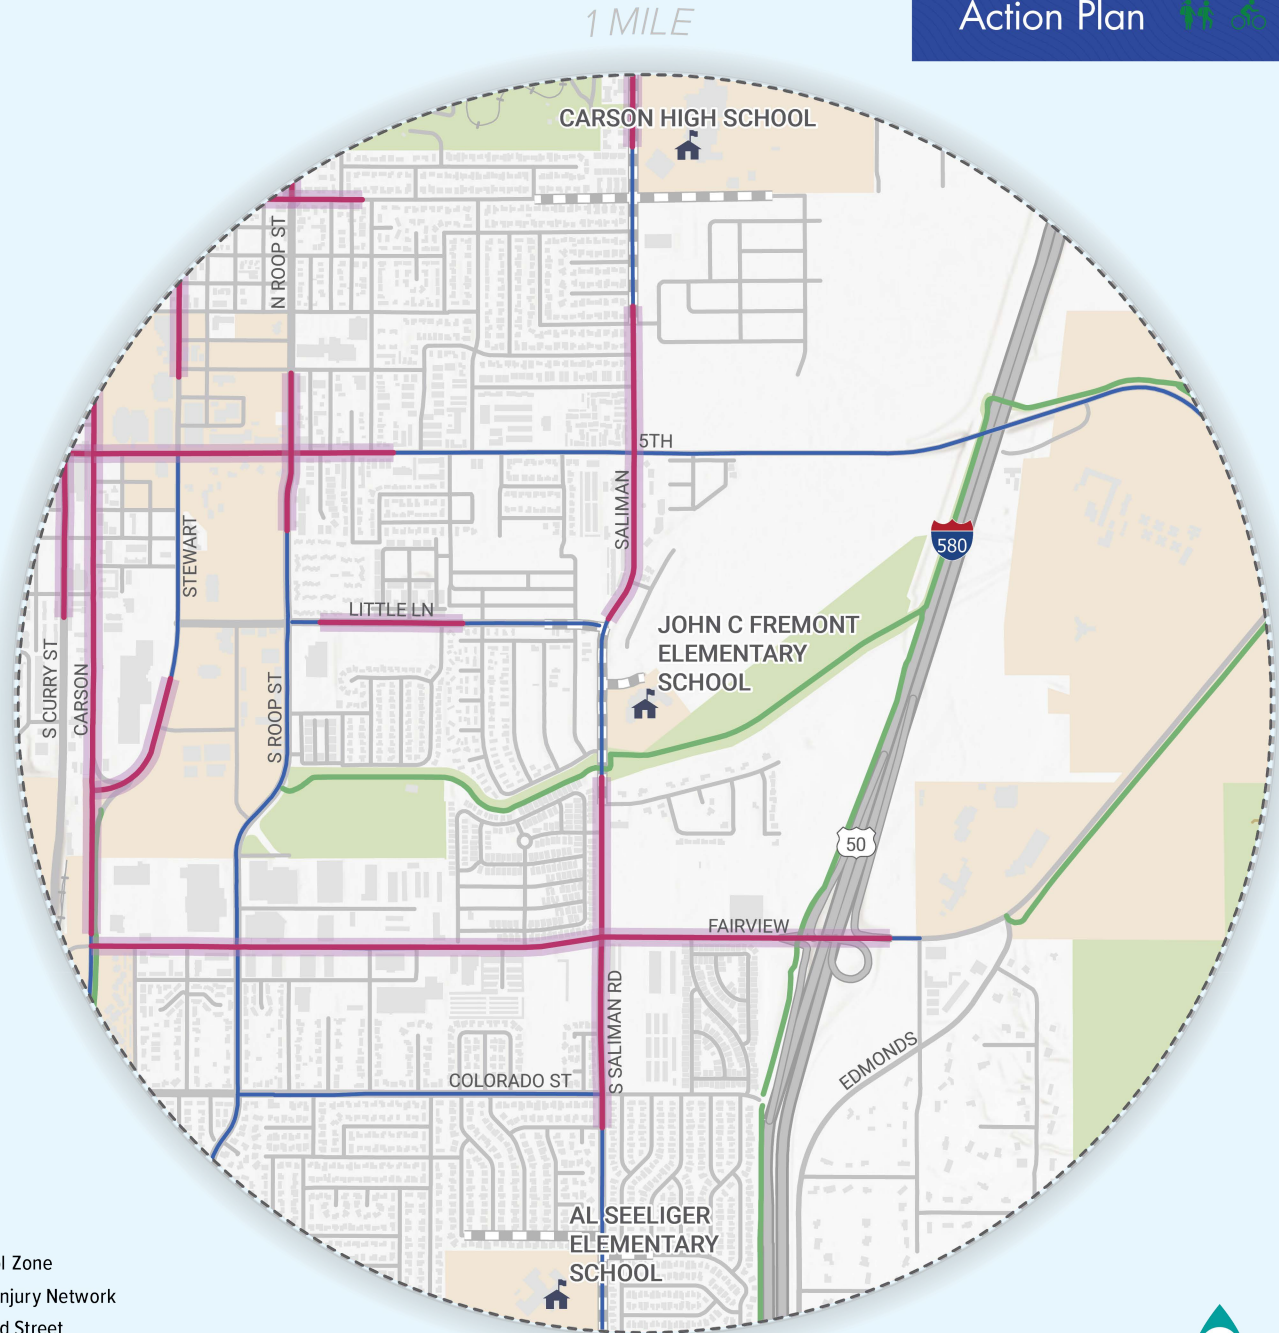 1 MILE
Action Plan
CARSON HIGH SCHOOL
N ROOP ST
5TH
SALIMAN
STEWART
580
LITTLE LN
JOHN C FREMONT
ELEMENTARY
SCHOOL
S CURRY ST
CARSON
S ROOP ST
50
FAIRVIEW
S SALIMAN RD
EDMONDS
COLORADO ST
AL SEELIGER
ELEMENTARY
SCHOOL
Zone
njury Network
d Street